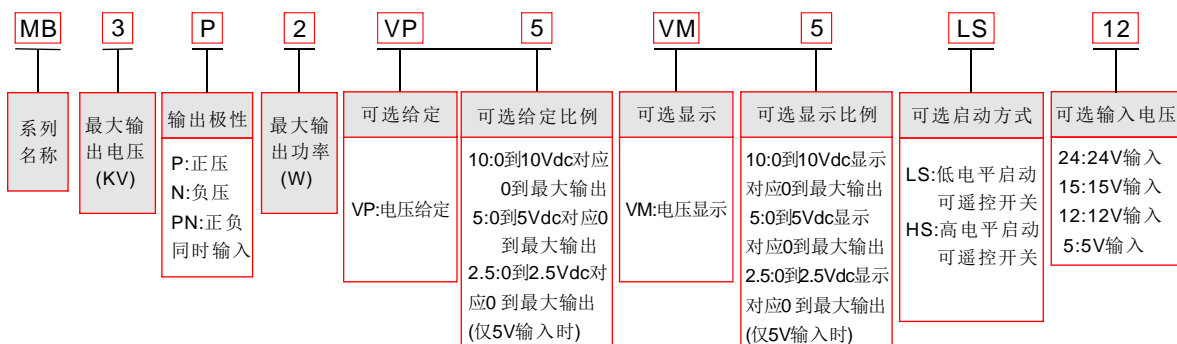 MB 3 P 2 VP 5 VM 5 LS 12
系列
名称
最大输
出电压
(KV)
输出极性
P:正压
N:负压
PN:正负
同时输入
最大输
出功率
(W)
可选给定
VP:电压给定
可选给定比例
10:0到10Vdc对应
0到最大输出
5:0到5Vdc对应0
到最大输出
2.5:0到2.5Vdc对
应0 到最大输出
(仅5V输入时)
可选显示
VM:电压显示
可选显示比例
10:0到10Vdc显示
对应0到最大输出
5:0到5Vdc显示
对应0到最大输出
2.5:0到2.5Vdc显示
对应0 到最大输出
(仅5V输入时)
可选启动方式
LS:低电平启动
可遥控开关
HS:高电平启动
可遥控开关
可选输入电压
24:24V输入
15:15V输入
12:12V输入
5:5V输入